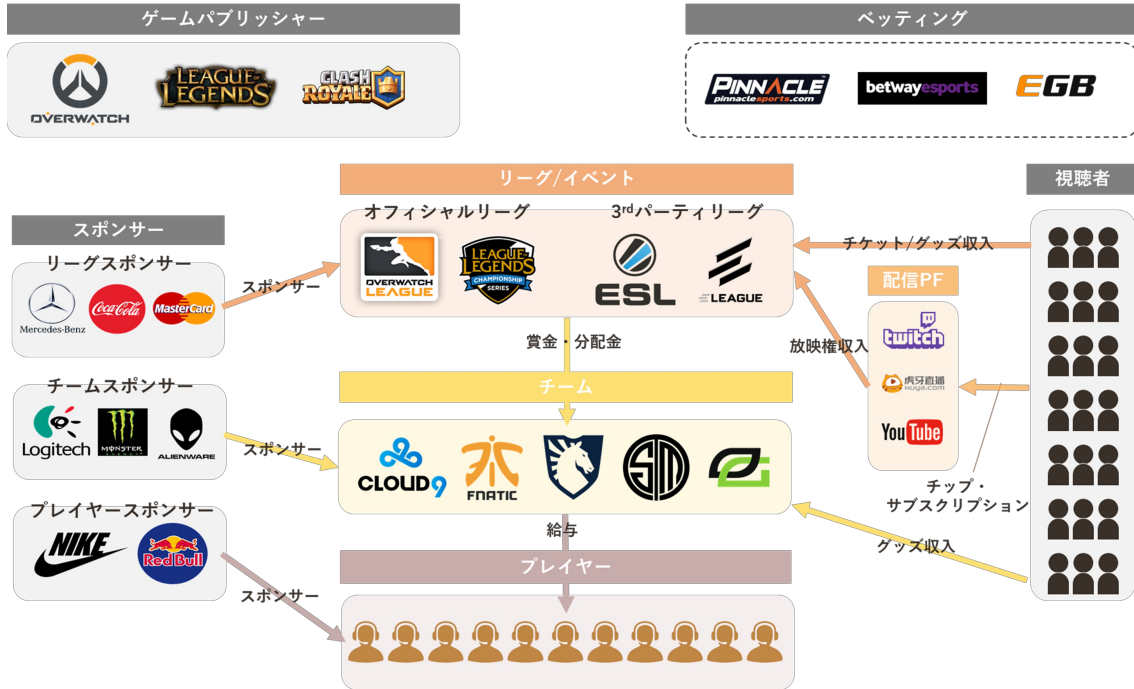 ゲームパブリッシャー
OVERWATCH
LEAGUE OF LEGENDS
CLASH ROYALE
ベッティング
PINNACLE
pinnaclesports.com
betwayesports
EGB
リーグ/イベント
オフィシャルリーグ
3rdパーティリーグ
OVERWATCH
LEAGUE
LEAGUE OF LEGENDS
CHAMPIONSHIP
SERIES
ESL
ELEAGUE
視聴者
スポンサー
リーグスポンサー
Mercedes-Benz
Coca-Cola
MasterCard
スポンサー
チケット/グッズ収入
配信PF
twitch
虎牙直播
Huya.com
YouTube
放映権収入
チップ・
サブスクリプション
賞金・分配金
チーム
チームスポンサー
Logitech
MONSTER
ALIENWARE
スポンサー
CLOUD9
FNATIC
TSM
グッズ収入
プレイヤースポンサー
NIKE
Red Bull
スポンサー
給与
プレイヤー